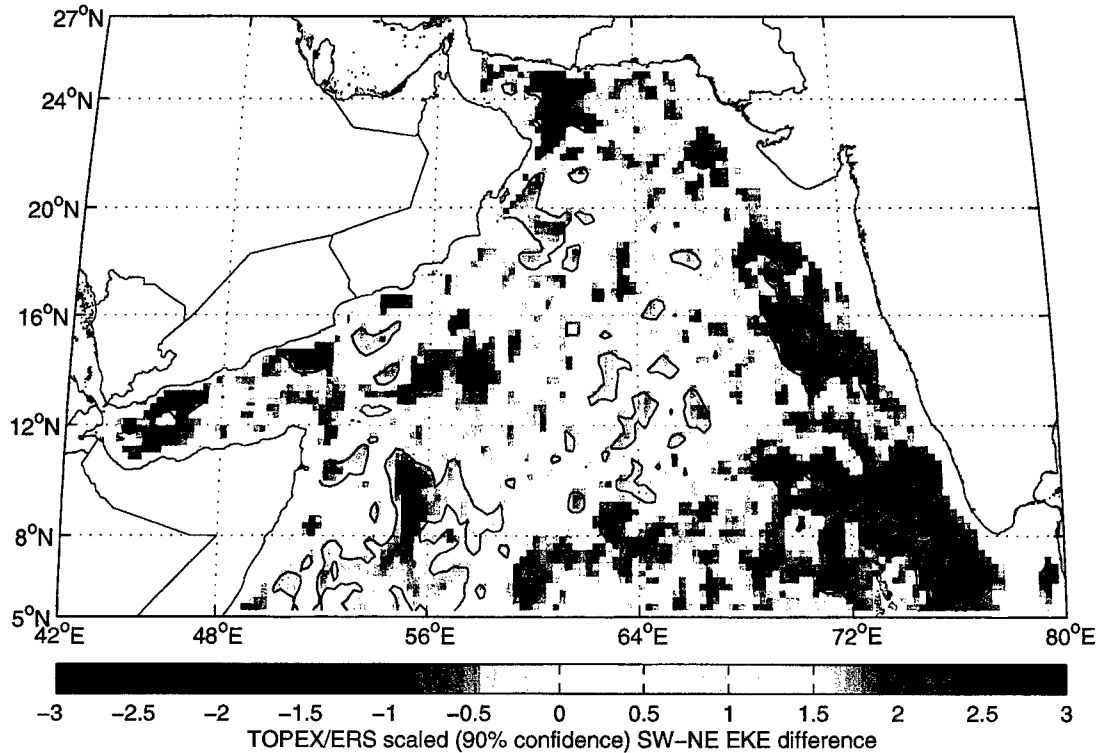 27°N
24°N
20°N
16°N
12°N
8°N
5°N
42°E 48°E 56°E 64°E 72°E 80°E
−3 −2.5 −2 −1.5 −1 −0.5 0 0.5 1 1.5 2 2.5 3
TOPEX/ERS scaled (90% confidence) SW−NE EKE difference